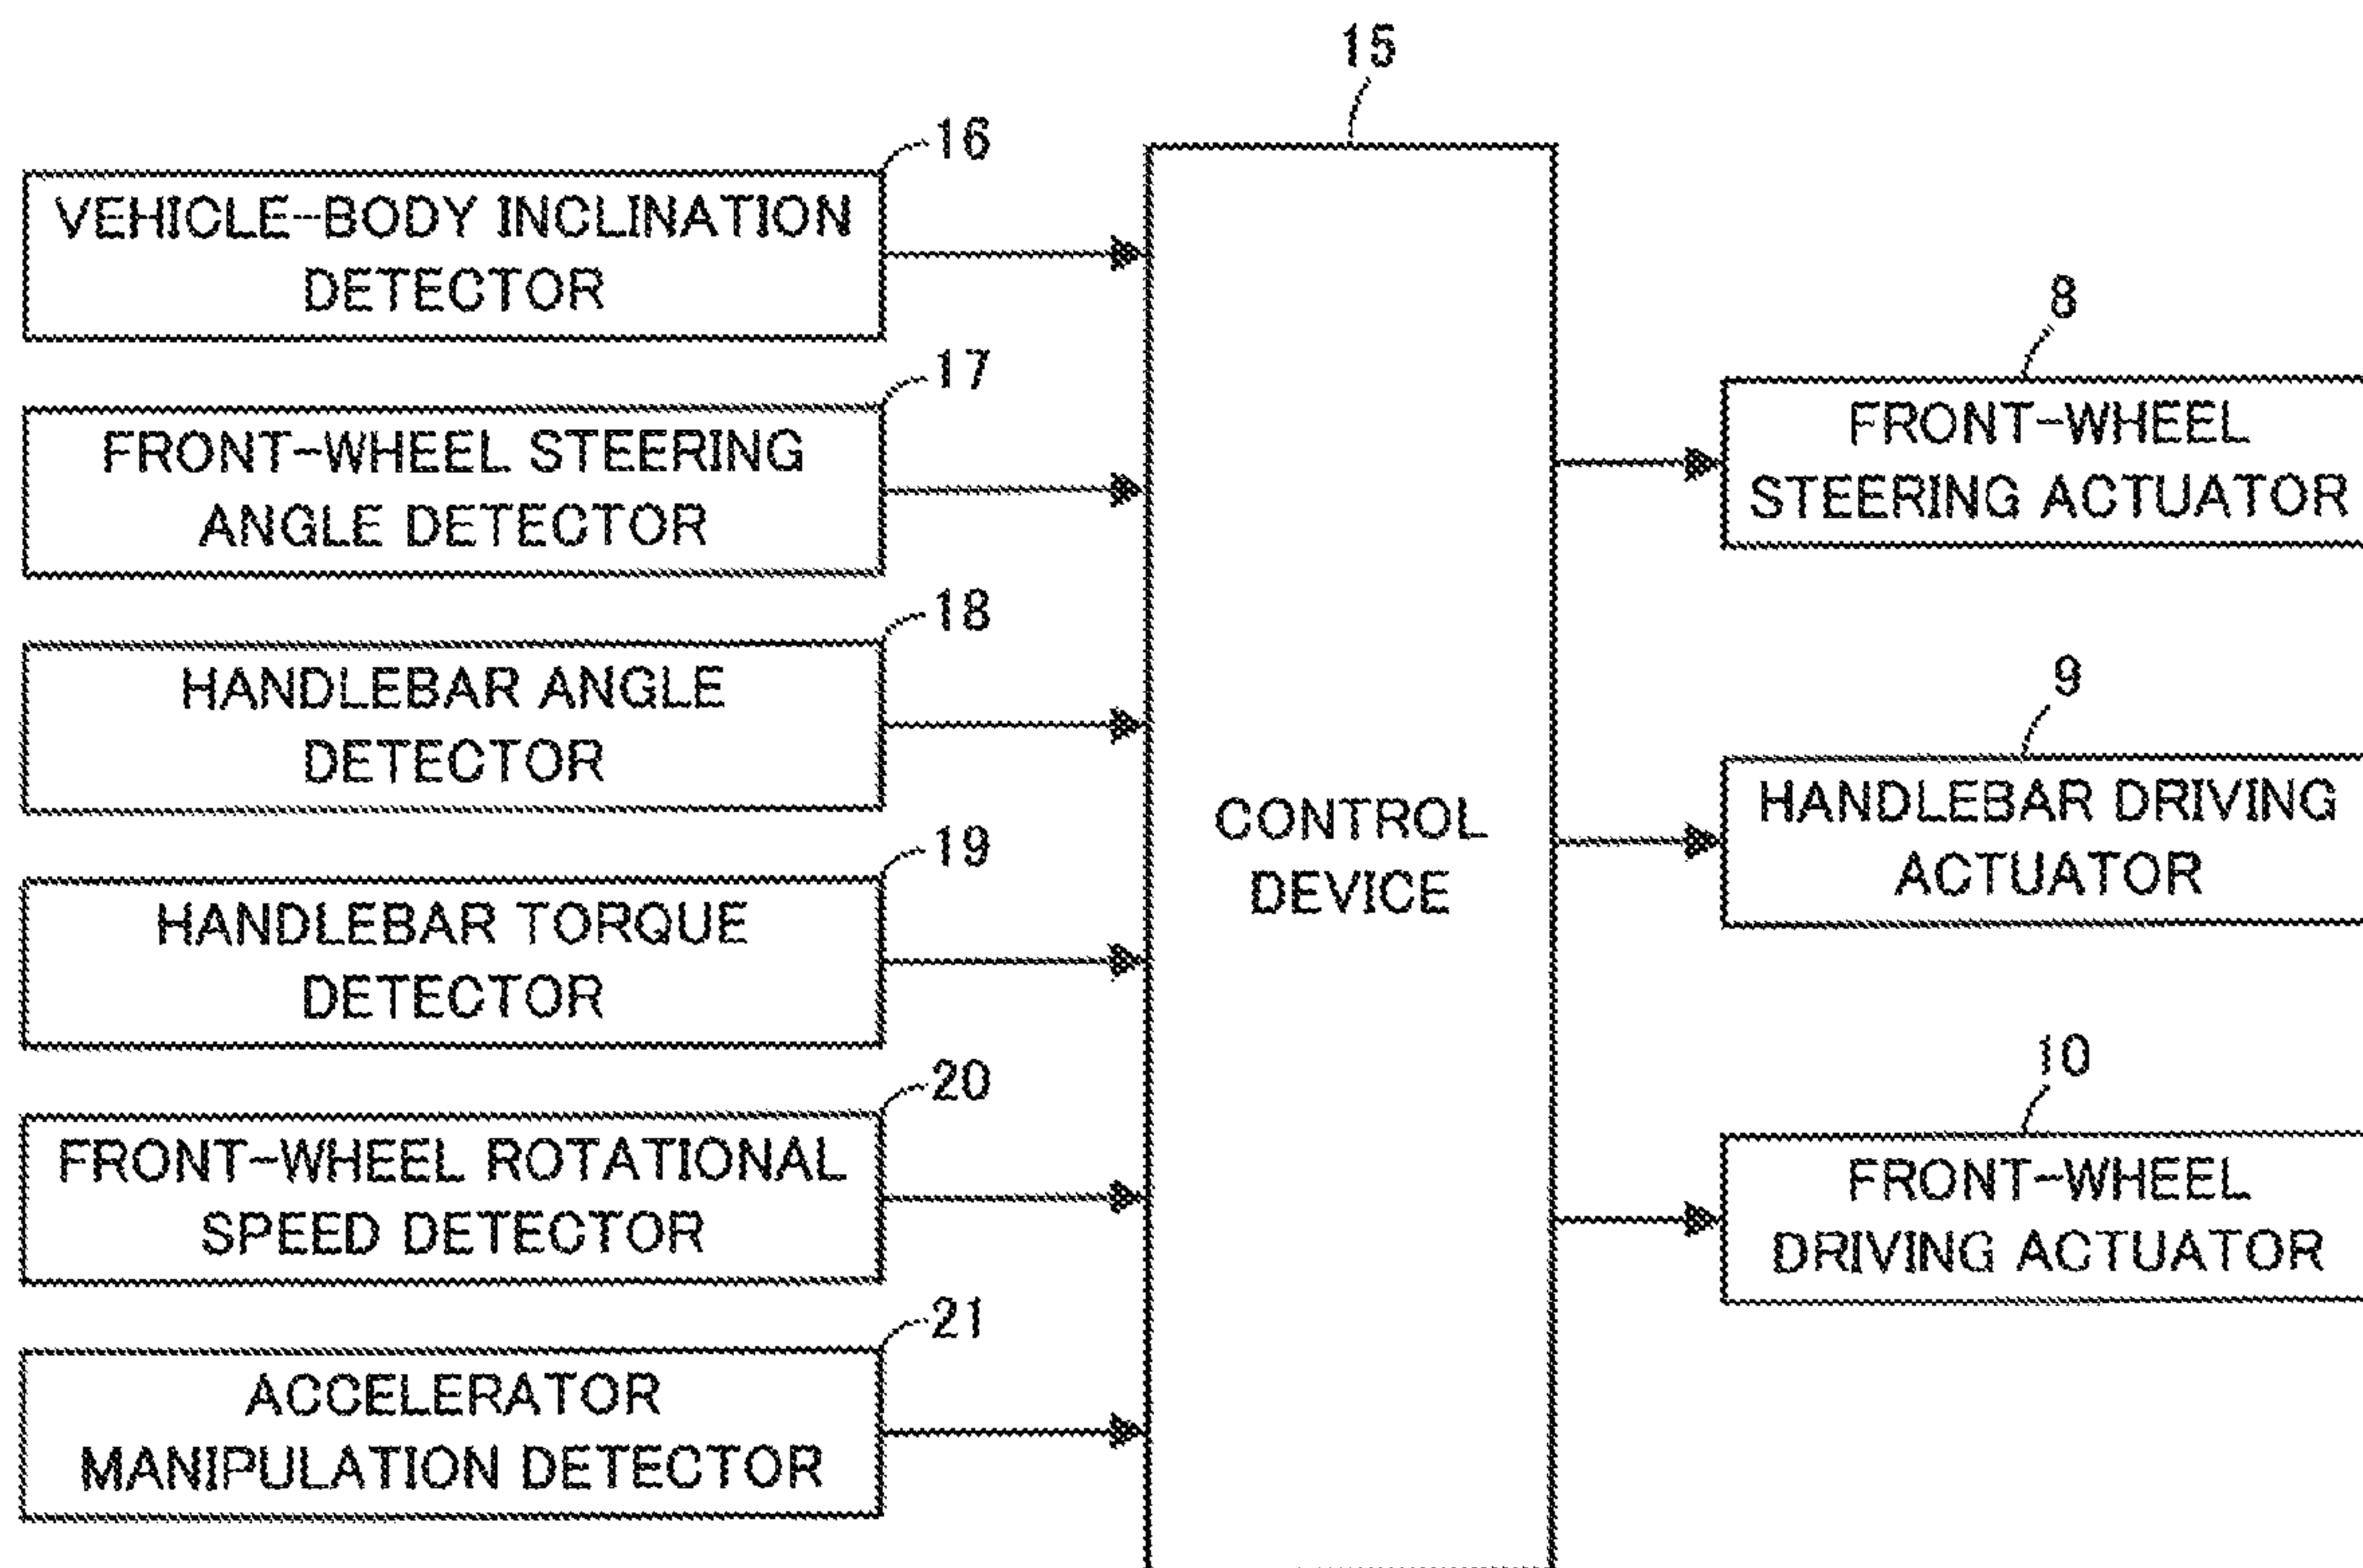 15
16
VEHICLE-BODY INCLINATION
DETECTOR
17
FRONT-WHEEL STEERING
ANGLE DETECTOR
18
HANDLEBAR ANGLE
DETECTOR
19
HANDLEBAR TORQUE
DETECTOR
20
FRONT-WHEEL ROTATIONAL
SPEED DETECTOR
21
ACCELERATOR
MANIPULATION DETECTOR
CONTROL
DEVICE
8
FRONT-WHEEL
STEERING ACTUATOR
9
HANDLEBAR DRIVING
ACTUATOR
10
FRONT-WHEEL
DRIVING ACTUATOR